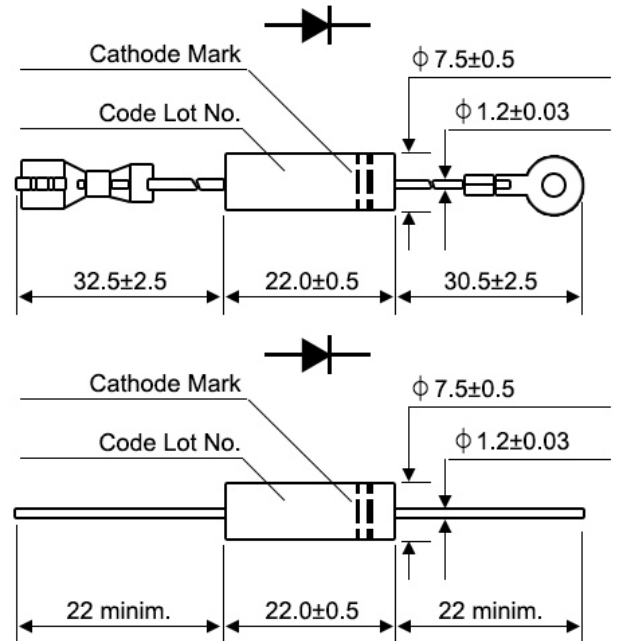 Cathode Mark
ϕ 7.5±0.5
Code Lot No.
ϕ 1.2±0.03
32.5±2.5
22.0±0.5
30.5±2.5
Cathode Mark
ϕ 7.5±0.5
Code Lot No.
ϕ 1.2±0.03
22 minim.
22.0±0.5
22 minim.